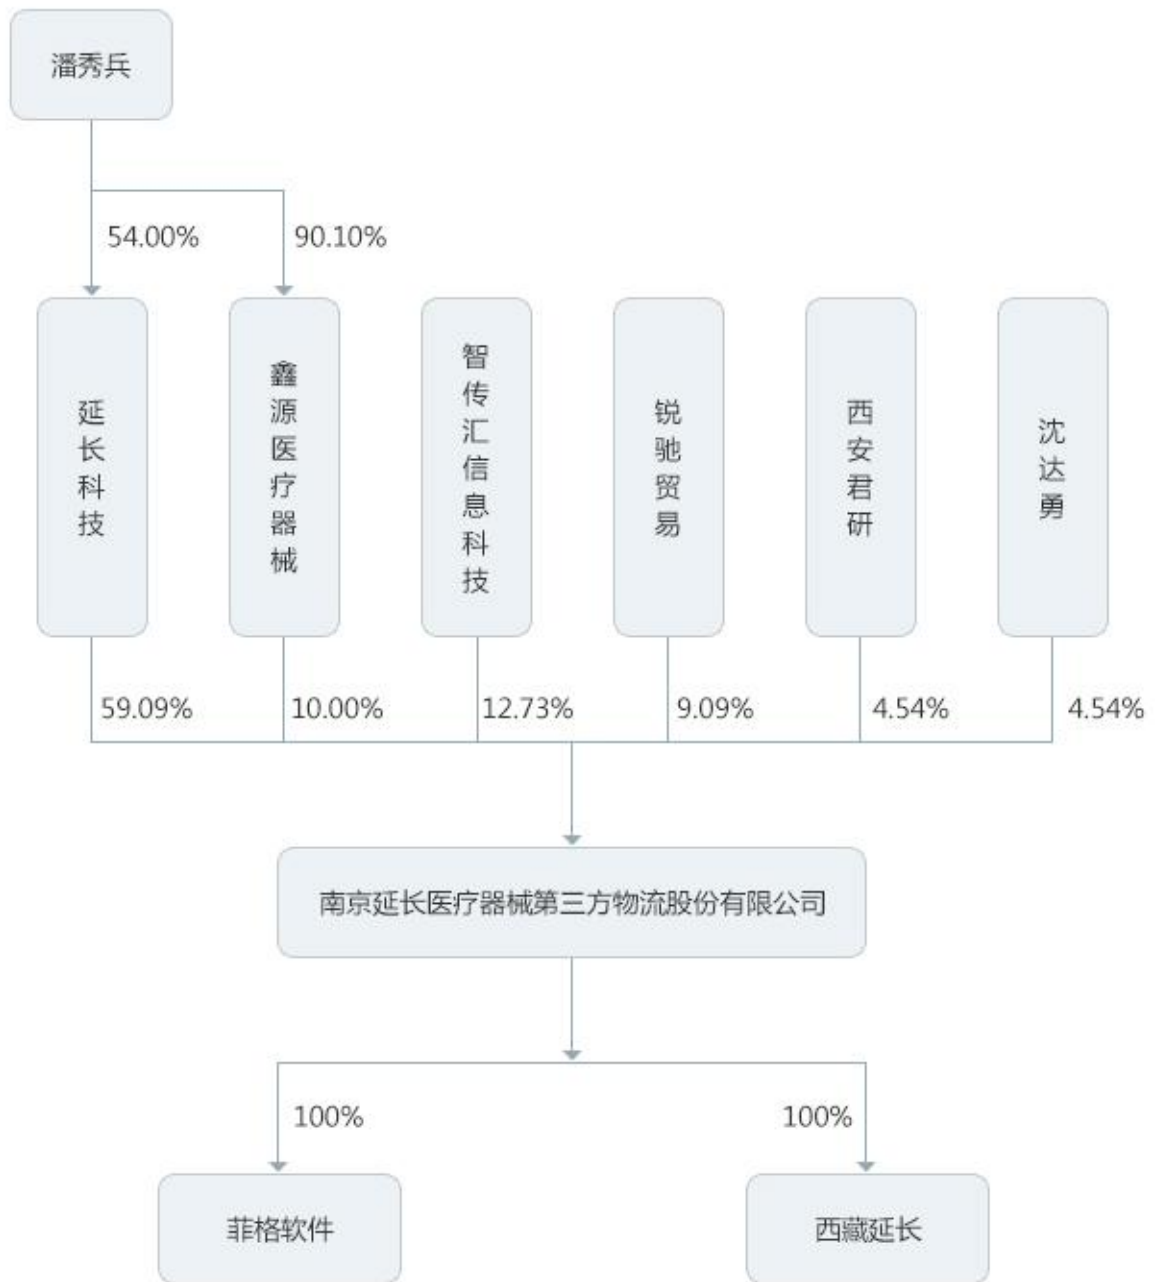 潘秀兵
54.00%
90.10%
延长科技
鑫源医疗器械
智传汇信息科技
锐驰贸易
西安君研
沈达勇
59.09%
10.00%
12.73%
9.09%
4.54%
4.54%
南京延长医疗器械第三方物流股份有限公司
100%
100%
菲格软件
西藏延长